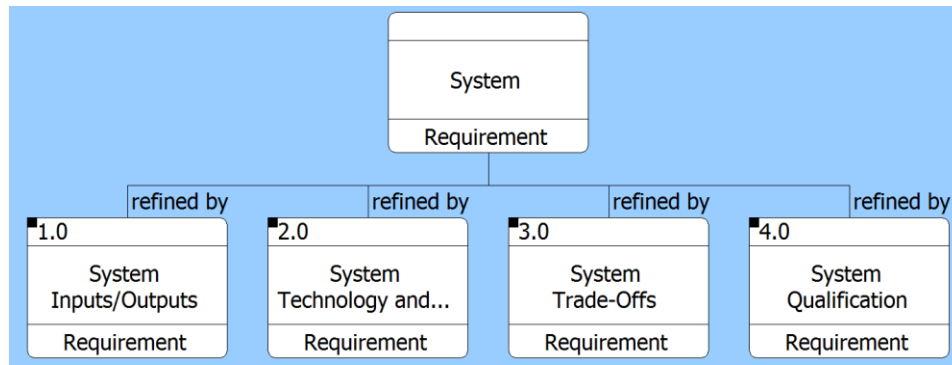 System
Requirement
refined by
refined by
refined by
refined by
1.0
2.0
3.0
4.0
System
Inputs/Outputs
System
Technology and...
System
Trade-Offs
System
Qualification
Requirement
Requirement
Requirement
Requirement